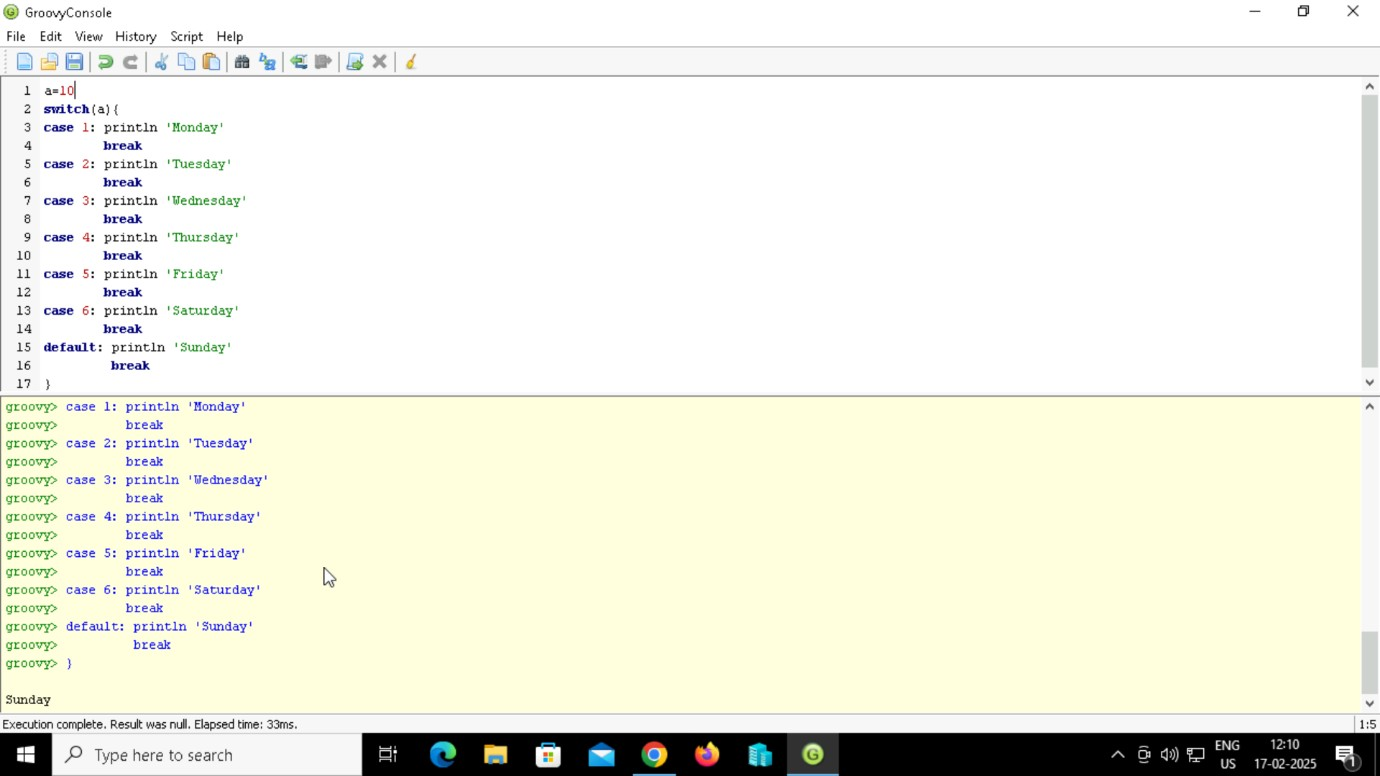 GroovyConsole
File Edit View History Script Help
1 a=10
2 switch(a){
3 case 1: println 'Monday'
4 break
5 case 2: println 'Tuesday'
6 break
7 case 3: println 'Wednesday'
8 break
9 case 4: println 'Thursday'
10 break
11 case 5: println 'Friday'
12 break
13 case 6: println 'Saturday'
14 break
15 default: println 'Sunday'
16 break
17 }
groovy> case 1: println 'Monday'
groovy> break
groovy> case 2: println 'Tuesday'
groovy> break
groovy> case 3: println 'Wednesday'
groovy> break
groovy> case 4: println 'Thursday'
groovy> break
groovy> case 5: println 'Friday'
groovy> break
groovy> case 6: println 'Saturday'
groovy> break
groovy> default: println 'Sunday'
groovy> break
groovy> }
Sunday
Execution complete. Result was null. Elapsed time: 33ms. 1:5
Type here to search
ENG
US
12:10
17-02-2025
1